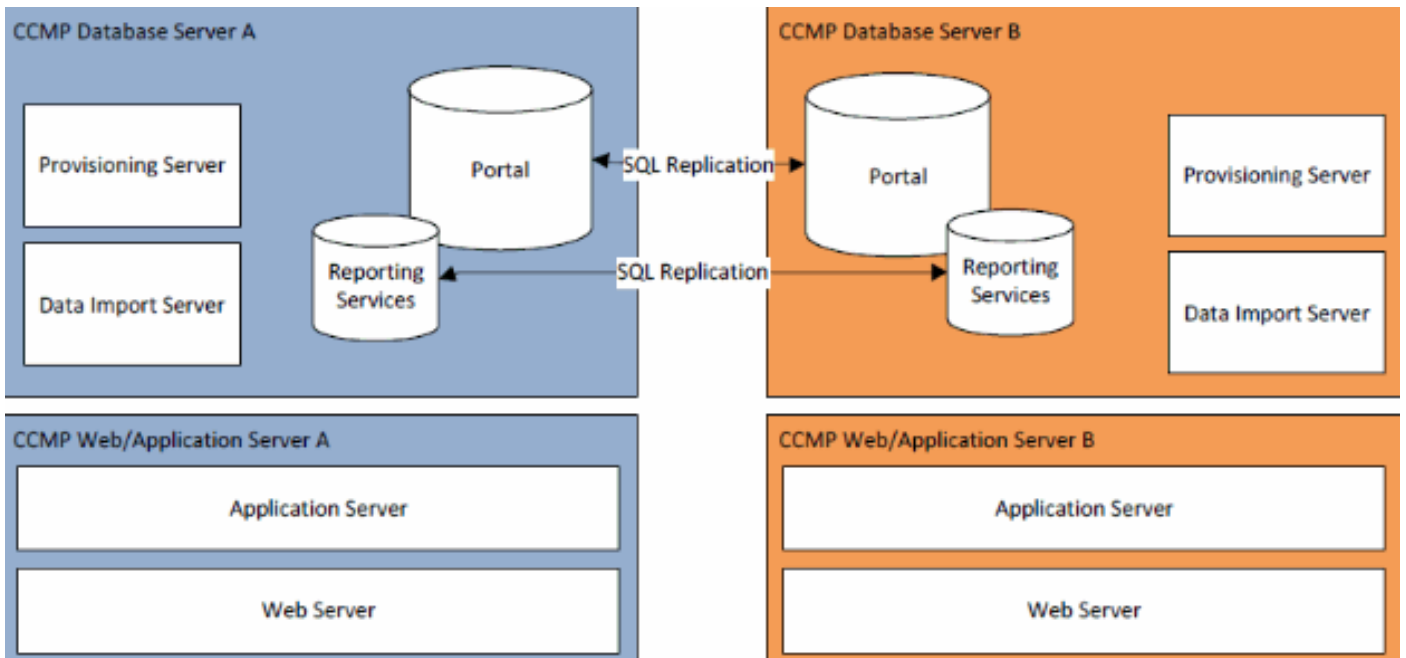 CCMP Database Server A
Provisioning Server
Data Import Server
Portal
Reporting
Services
SQL Replication
SQL Replication
CCMP Database Server B
Portal
Reporting
Services
Provisioning Server
Data Import Server
CCMP Web/Application Server A
Application Server
Web Server
CCMP Web/Application Server B
Application Server
Web Server